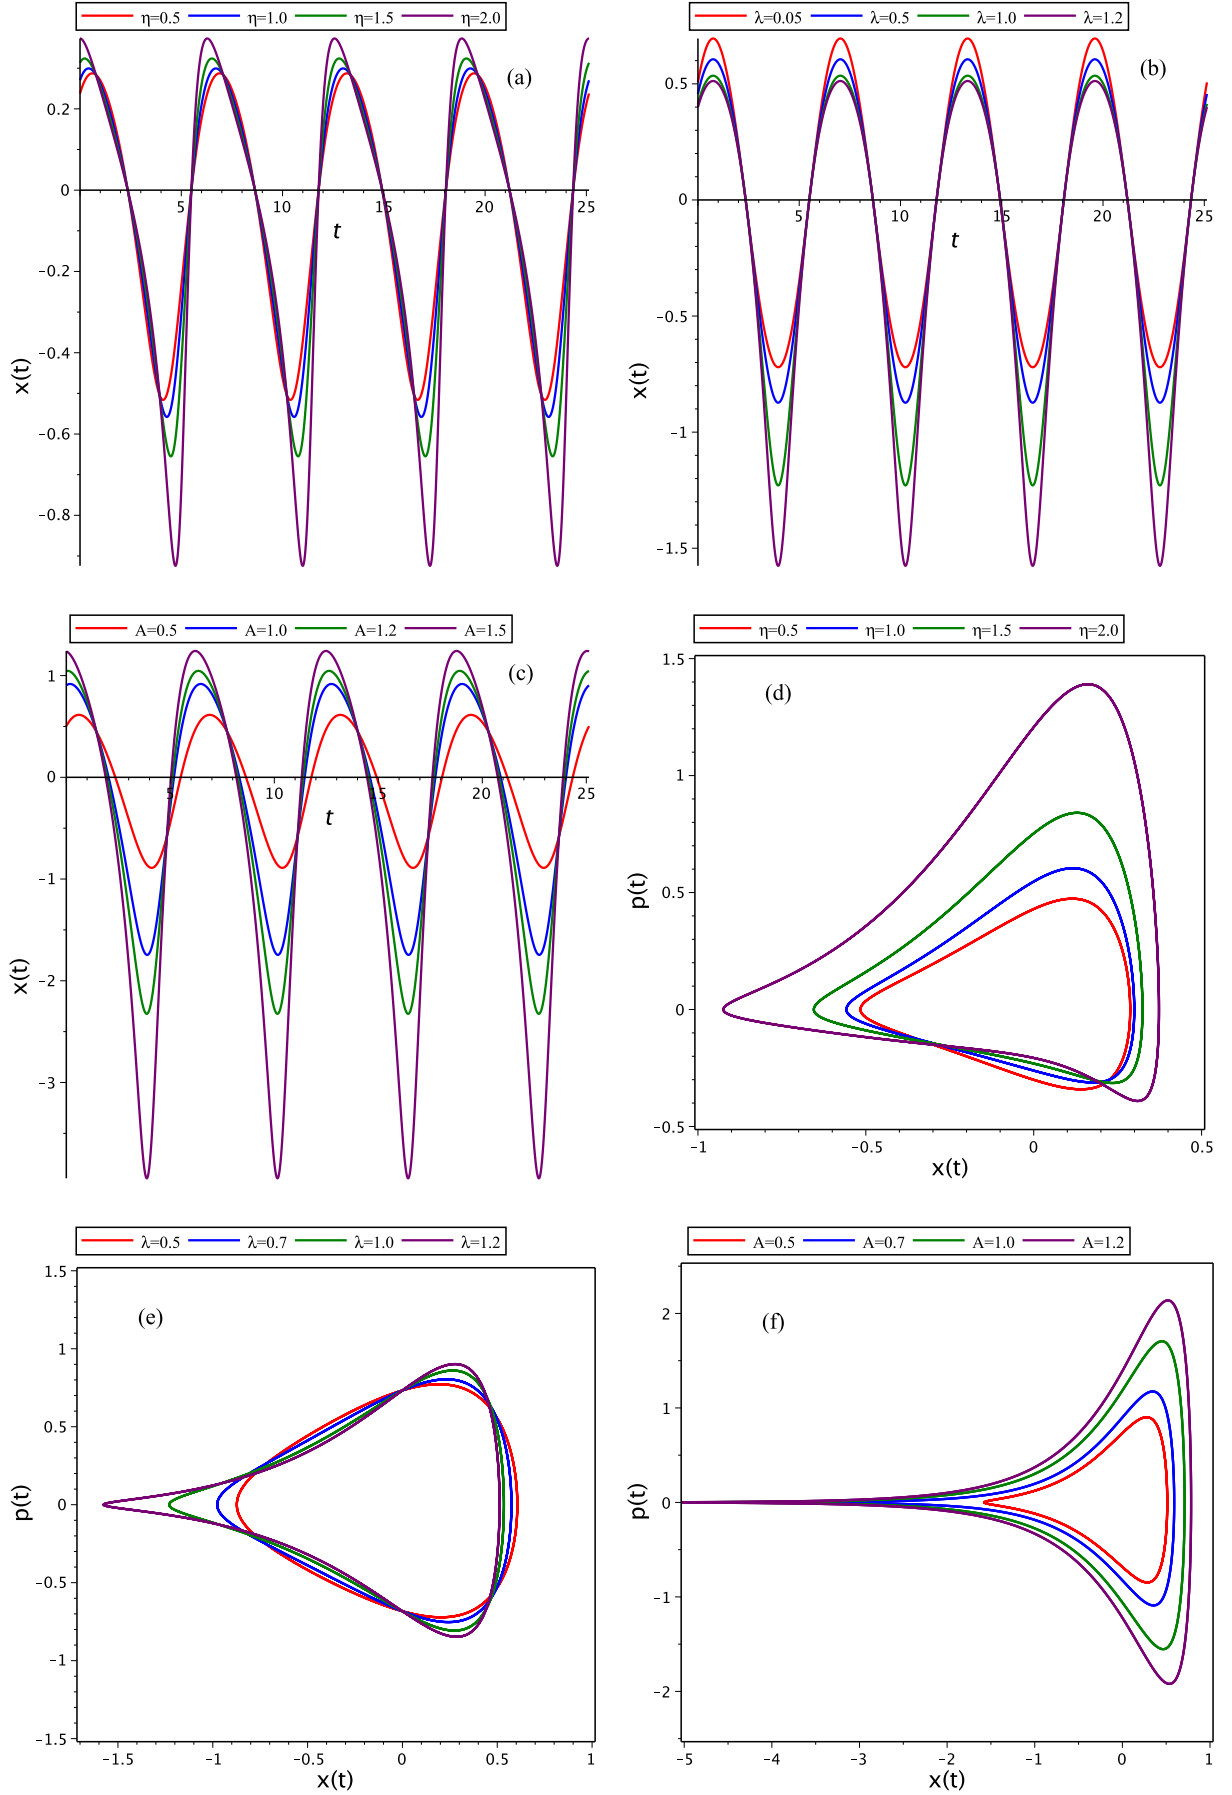 η=0.5 η=1.0 η=1.5 η=2.0
(a)
0.2
0
−0.2
−0.4
−0.6
−0.8
5 10 15 20 25
t
x(t)
λ=0.05 λ=0.5 λ=1.0 λ=1.2
(b)
0.5
0
−0.5
−1
−1.5
5 10 15 20 25
t
x(t)
A=0.5 A=1.0 A=1.2 A=1.5
(c)
1
0
−1
−2
−3
5 10 15 20 25
t
x(t)
η=0.5 η=1.0 η=1.5 η=2.0
(d)
1.5
1
0.5
0
−0.5
p(t)
−1 −0.5 0 0.5
x(t)
λ=0.5 λ=0.7 λ=1.0 λ=1.2
(e)
1.5
1
0.5
0
−0.5
−1
−1.5
p(t)
−1.5 −1 −0.5 0 0.5 1
x(t)
A=0.5 A=0.7 A=1.0 A=1.2
(f)
2
1
0
−1
−2
p(t)
−5 −4 −3 −2 −1 0 1
x(t)